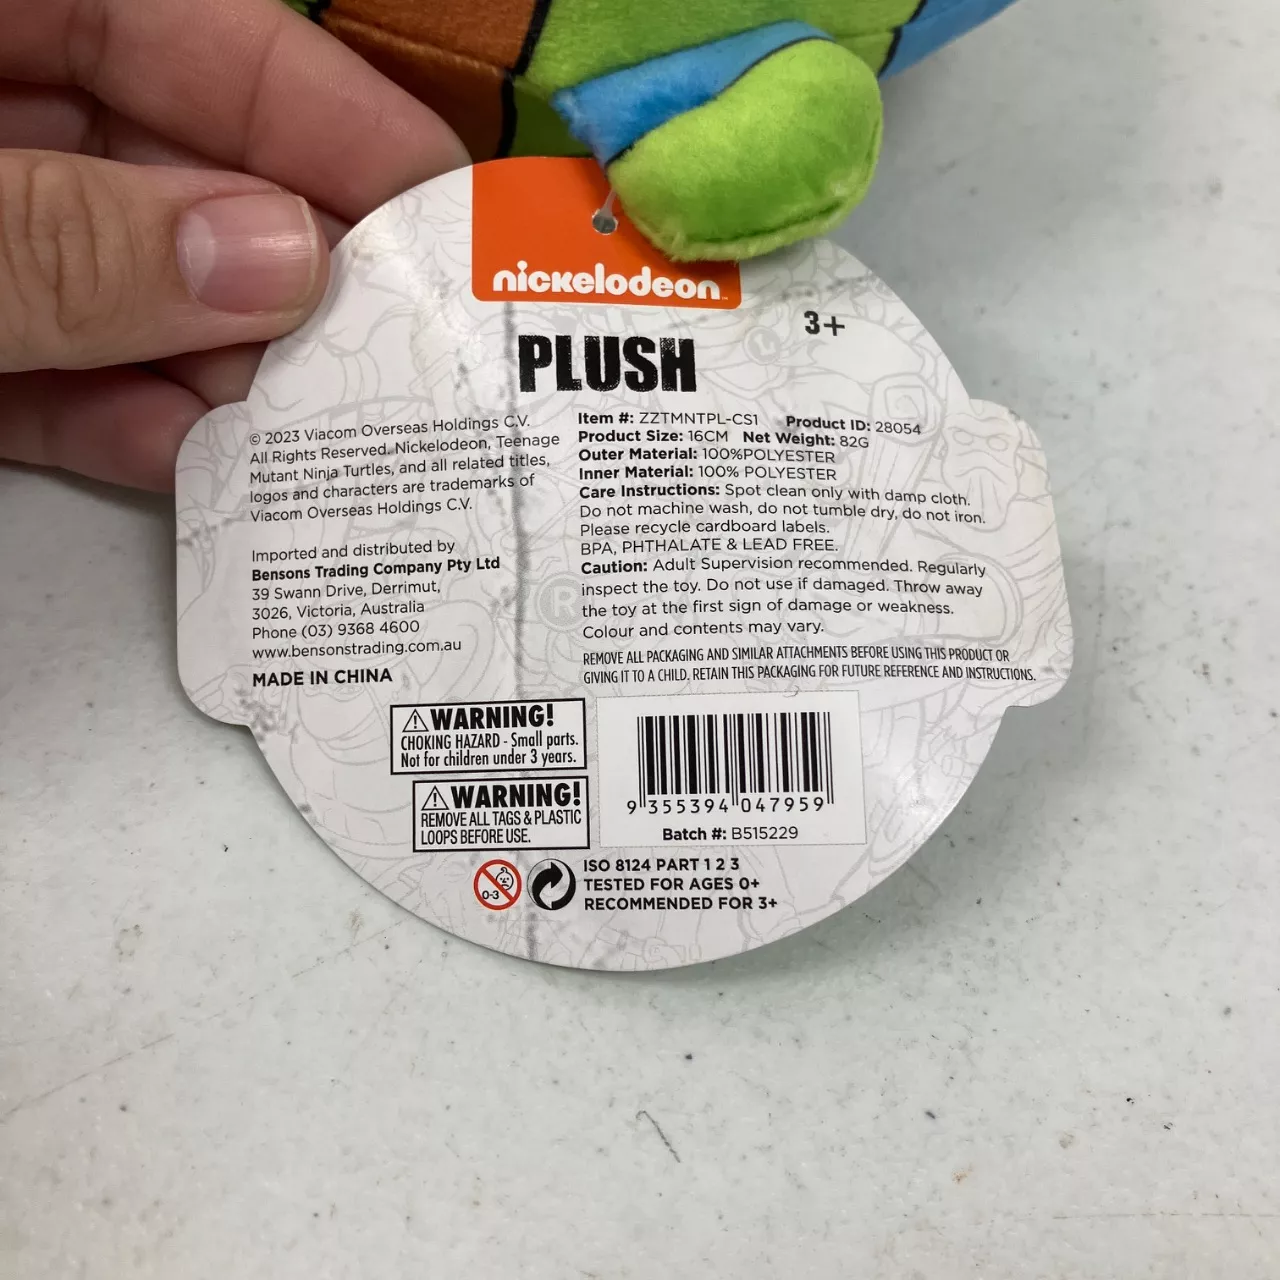 nickelodeon
3+
PLUSH
© 2023 Viacom Overseas Holdings C.V.
All Rights Reserved. Nickelodeon, Teenage
Mutant Ninja Turtles, and all related titles,
logos and characters are trademarks of
Viacom Overseas Holdings C.V.
Imported and distributed by
Bensons Trading Company Pty Ltd
39 Swann Drive, Derrimut,
3026, Victoria, Australia
Phone (03) 9368 4600
www.bensonstrading.com.au
MADE IN CHINA
Item #: ZZTMNTPL-CS1 Product ID: 28054
Product Size: 16CM Net Weight: 82G
Outer Material: 100%POLYESTER
Inner Material: 100% POLYESTER
Care Instructions: Spot clean only with damp cloth.
Do not machine wash, do not tumble dry, do not iron.
Please recycle cardboard labels.
BPA, PHTHALATE & LEAD FREE.
Caution: Adult Supervision recommended. Regularly
inspect the toy. Do not use if damaged. Throw away
the toy at the first sign of damage or weakness.
Colour and contents may vary.
REMOVE ALL PACKAGING AND SIMILAR ATTACHMENTS BEFORE USING THIS PRODUCT OR
GIVING IT TO A CHILD. RETAIN THIS PACKAGING FOR FUTURE REFERENCE AND INSTRUCTIONS.
WARNING!
CHOKING HAZARD - Small parts.
Not for children under 3 years.
WARNING!
REMOVE ALL TAGS & PLASTIC
LOOPS BEFORE USE.
9 355394 047959
Batch #: B515229
0-3
ISO 8124 PART 1 2 3
TESTED FOR AGES 0+
RECOMMENDED FOR 3+